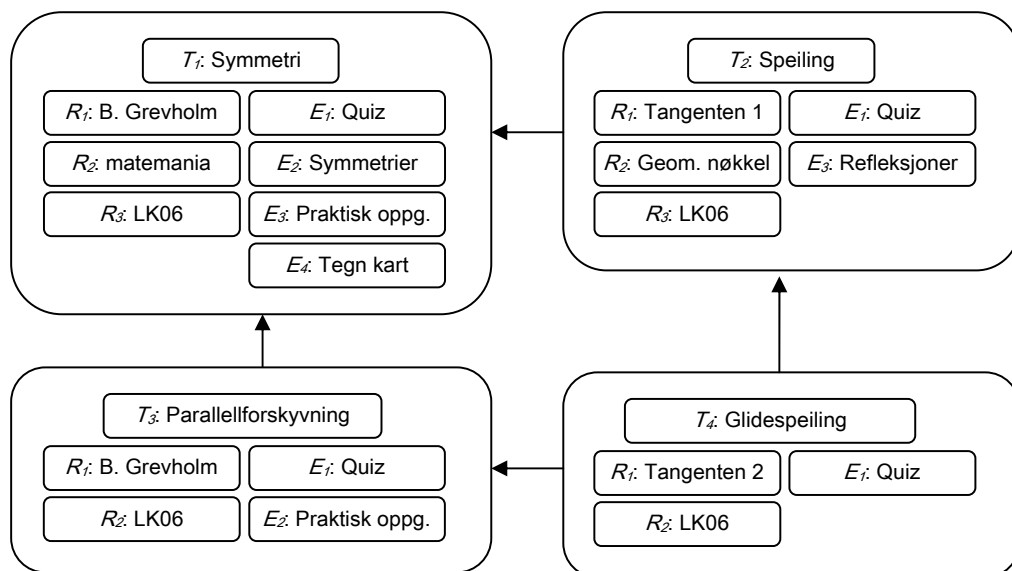 T₁: Symmetri
R₁: B. Grevholm
E₁: Quiz
R₂: matemania
E₂: Symmetrier
R₃: LK06
E₃: Praktisk oppg.
E₄: Tegn kart
T₂: Speiling
R₁: Tangenten 1
E₁: Quiz
R₂: Geom. nøkkel
E₃: Refleksjoner
R₃: LK06
T₃: Parallellforskyvning
R₁: B. Grevholm
E₁: Quiz
R₂: LK06
E₂: Praktisk oppg.
T₄: Glidespeiling
R₁: Tangenten 2
E₁: Quiz
R₂: LK06